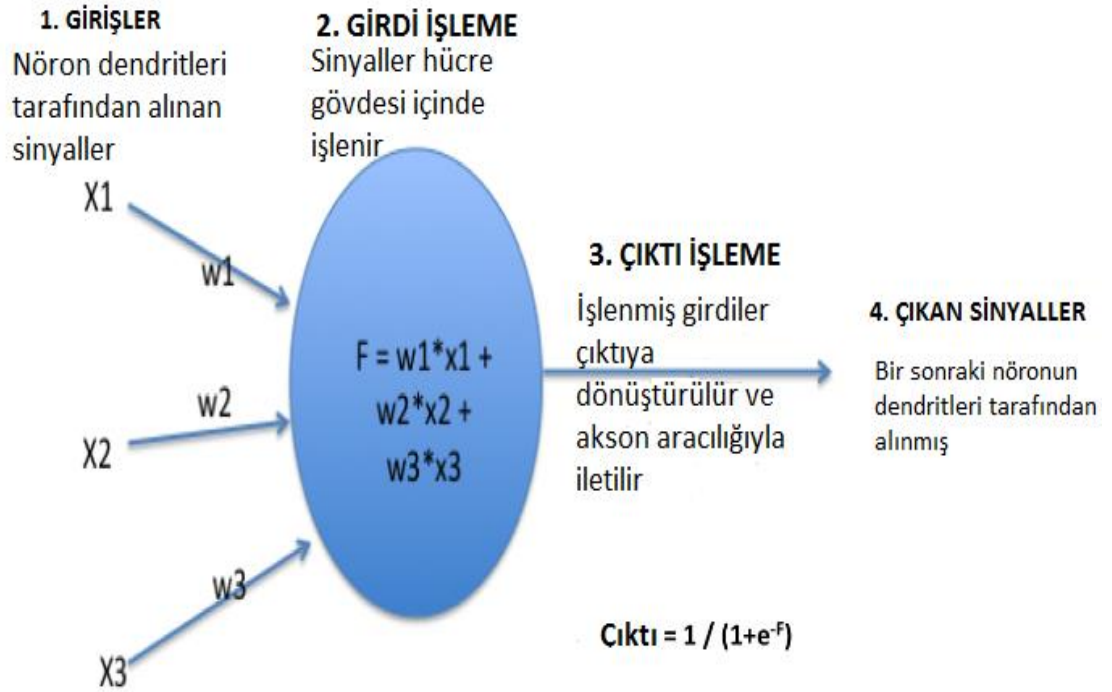 1. GİRİŞLER
Nöron dendritleri
tarafından alınan
sinyaller
X1
w1
w2
X2
w3
X3
2. GİRDİ İŞLEME
Sinyaller hücre
gövdesi içinde
işlenir
F = w1*x1 +
w2*x2 +
w3*x3
3. ÇIKTI İŞLEME
İşlenmiş girdiler
çıktıya
dönüştürülür ve
akson aracılığıyla
iletilir
Çıktı = 1 / (1+e⁻ᶠ)
4. ÇIKAN SİNYALLER
Bir sonraki nöronun
dendritleri tarafından
alınmış